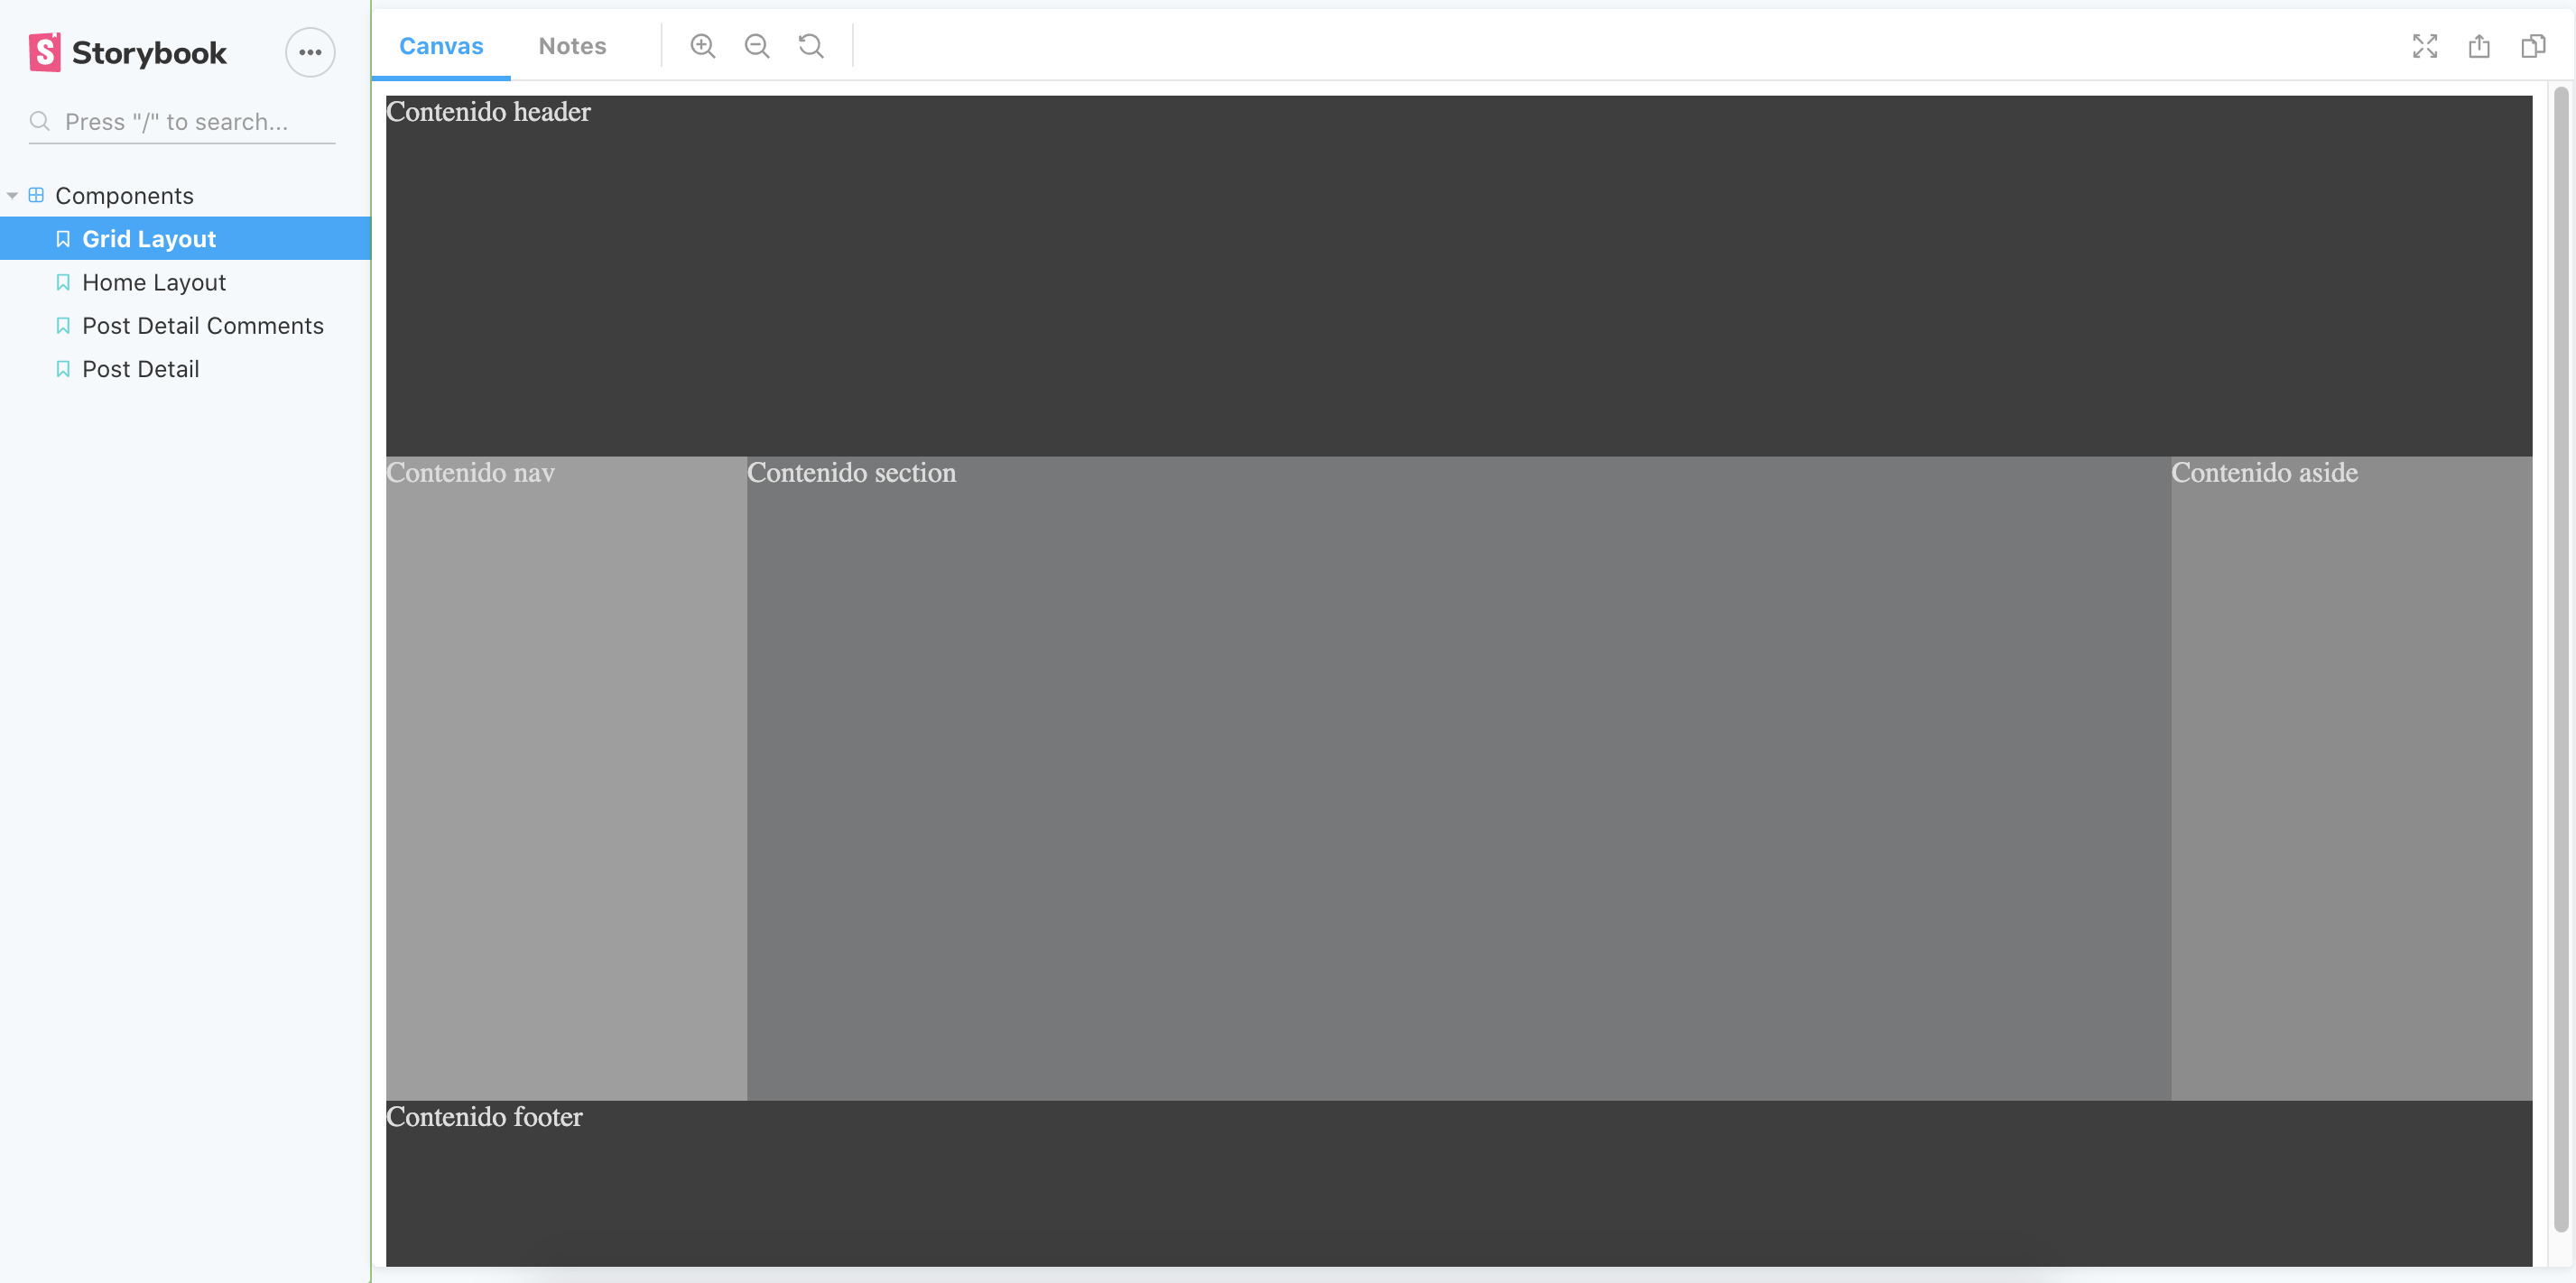 Storybook
Press "/" to search...
Components
Grid Layout
Home Layout
Post Detail Comments
Post Detail
Canvas
Notes
Contenido header
Contenido nav
Contenido section
Contenido aside
Contenido footer